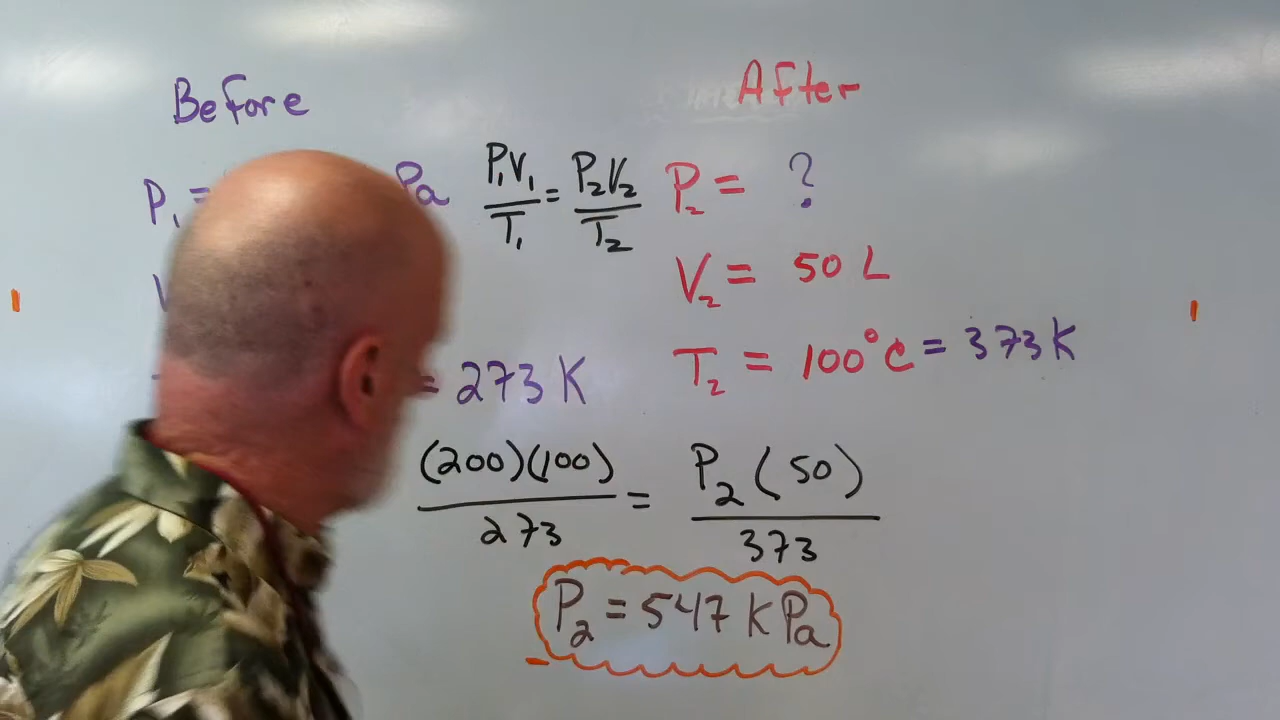 Before
After
P₁ =
Pa
P₁V₁/T₁ = P₂V₂/T₂
P₂ = ?
V₂ = 50 L
= 273 K
T₂ = 100°C = 373 K
(200)(100)/273 = P₂(50)/373
P₂ = 547 kPa